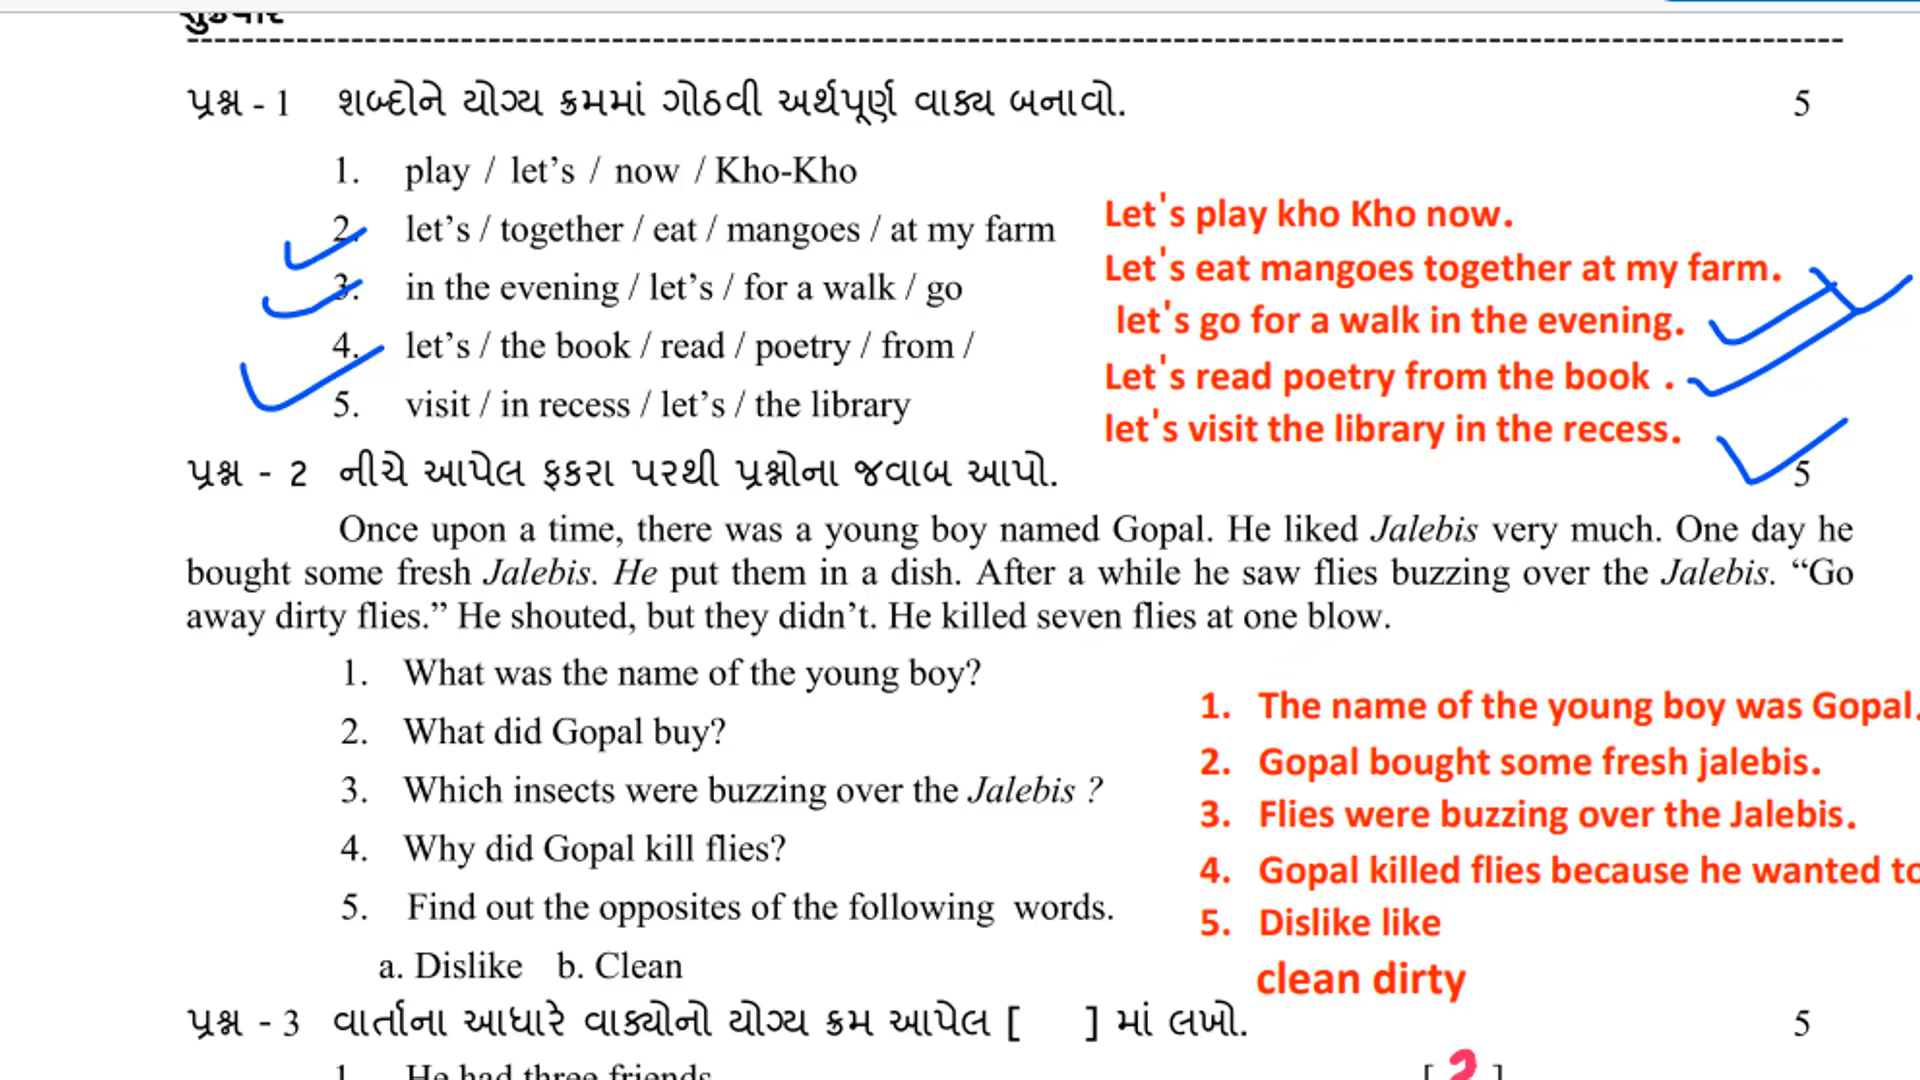 શુક્રવાર
પ્રશ્ન - 1 શબ્દોને યોગ્ય ક્રમમાં ગોઠવી અર્થપૂર્ણ વાક્ય બનાવો. 5
1. play / let’s / now / Kho-Kho
Let's play kho Kho now.
2. let’s / together / eat / mangoes / at my farm
Let's eat mangoes together at my farm.
3. in the evening / let’s / for a walk / go
let's go for a walk in the evening.
4. let’s / the book / read / poetry / from /
Let's read poetry from the book .
5. visit / in recess / let’s / the library
let's visit the library in the recess.
પ્રશ્ન - 2 નીચે આપેલ ફકરા પરથી પ્રશ્નોના જવાબ આપો. 5
Once upon a time, there was a young boy named Gopal. He liked Jalebis very much. One day he
bought some fresh Jalebis. He put them in a dish. After a while he saw flies buzzing over the Jalebis. “Go
away dirty flies.” He shouted, but they didn’t. He killed seven flies at one blow.
1. What was the name of the young boy?
1. The name of the young boy was Gopal.
2. What did Gopal buy?
2. Gopal bought some fresh jalebis.
3. Which insects were buzzing over the Jalebis ?
3. Flies were buzzing over the Jalebis.
4. Why did Gopal kill flies?
4. Gopal killed flies because he wanted to
5. Find out the opposites of the following words.
5. Dislike like
a. Dislike b. Clean
clean dirty
પ્રશ્ન - 3 વાર્તાના આધારે વાક્યોનો યોગ્ય ક્રમ આપેલ [ ] માં લખો. 5
1. He had three friends. [ 2 ]